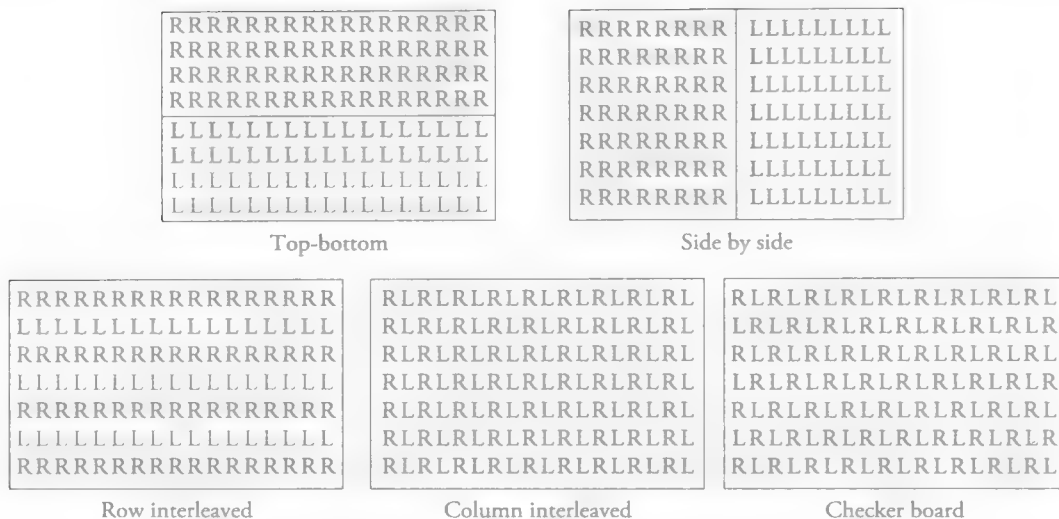 RRRRRRRRRRRRRRRRR
RRRRRRRRRRRRRRRRR
RRRRRRRRRRRRRRRRR
RRRRRRRRRRRRRRRRR
LLLLLLLLLLLLLLLLL
LLLLLLLLLLLLLLLLL
LLLLLLLLLLLLLLLLL
LLLLLLLLLLLLLLLLL
Top-bottom
RRRRRRRR LLLLLLLLL
RRRRRRRR LLLLLLLLL
RRRRRRRR LLLLLLLLL
RRRRRRRR LLLLLLLLL
RRRRRRRR LLLLLLLLL
RRRRRRRR LLLLLLLLL
RRRRRRRR LLLLLLLLL
Side by side
RRRRRRRRRRRRRRRRR
LLLLLLLLLLLLLLLLL
RRRRRRRRRRRRRRRRR
LLLLLLLLLLLLLLLLL
RRRRRRRRRRRRRRRRR
LLLLLLLLLLLLLLLLL
RRRRRRRRRRRRRRRRR
Row interleaved
RLRLRLRLRLRLRLRLRL
RLRLRLRLRLRLRLRLRL
RLRLRLRLRLRLRLRLRL
RLRLRLRLRLRLRLRLRL
RLRLRLRLRLRLRLRLRL
RLRLRLRLRLRLRLRLRL
RLRLRLRLRLRLRLRLRL
Column interleaved
RLRLRLRLRLRLRLRLRL
LRLRLRLRLRLRLRLRLR
RLRLRLRLRLRLRLRLRL
LRLRLRLRLRLRLRLRLR
RLRLRLRLRLRLRLRLRL
LRLRLRLRLRLRLRLRLR
RLRLRLRLRLRLRLRLRL
Checker board